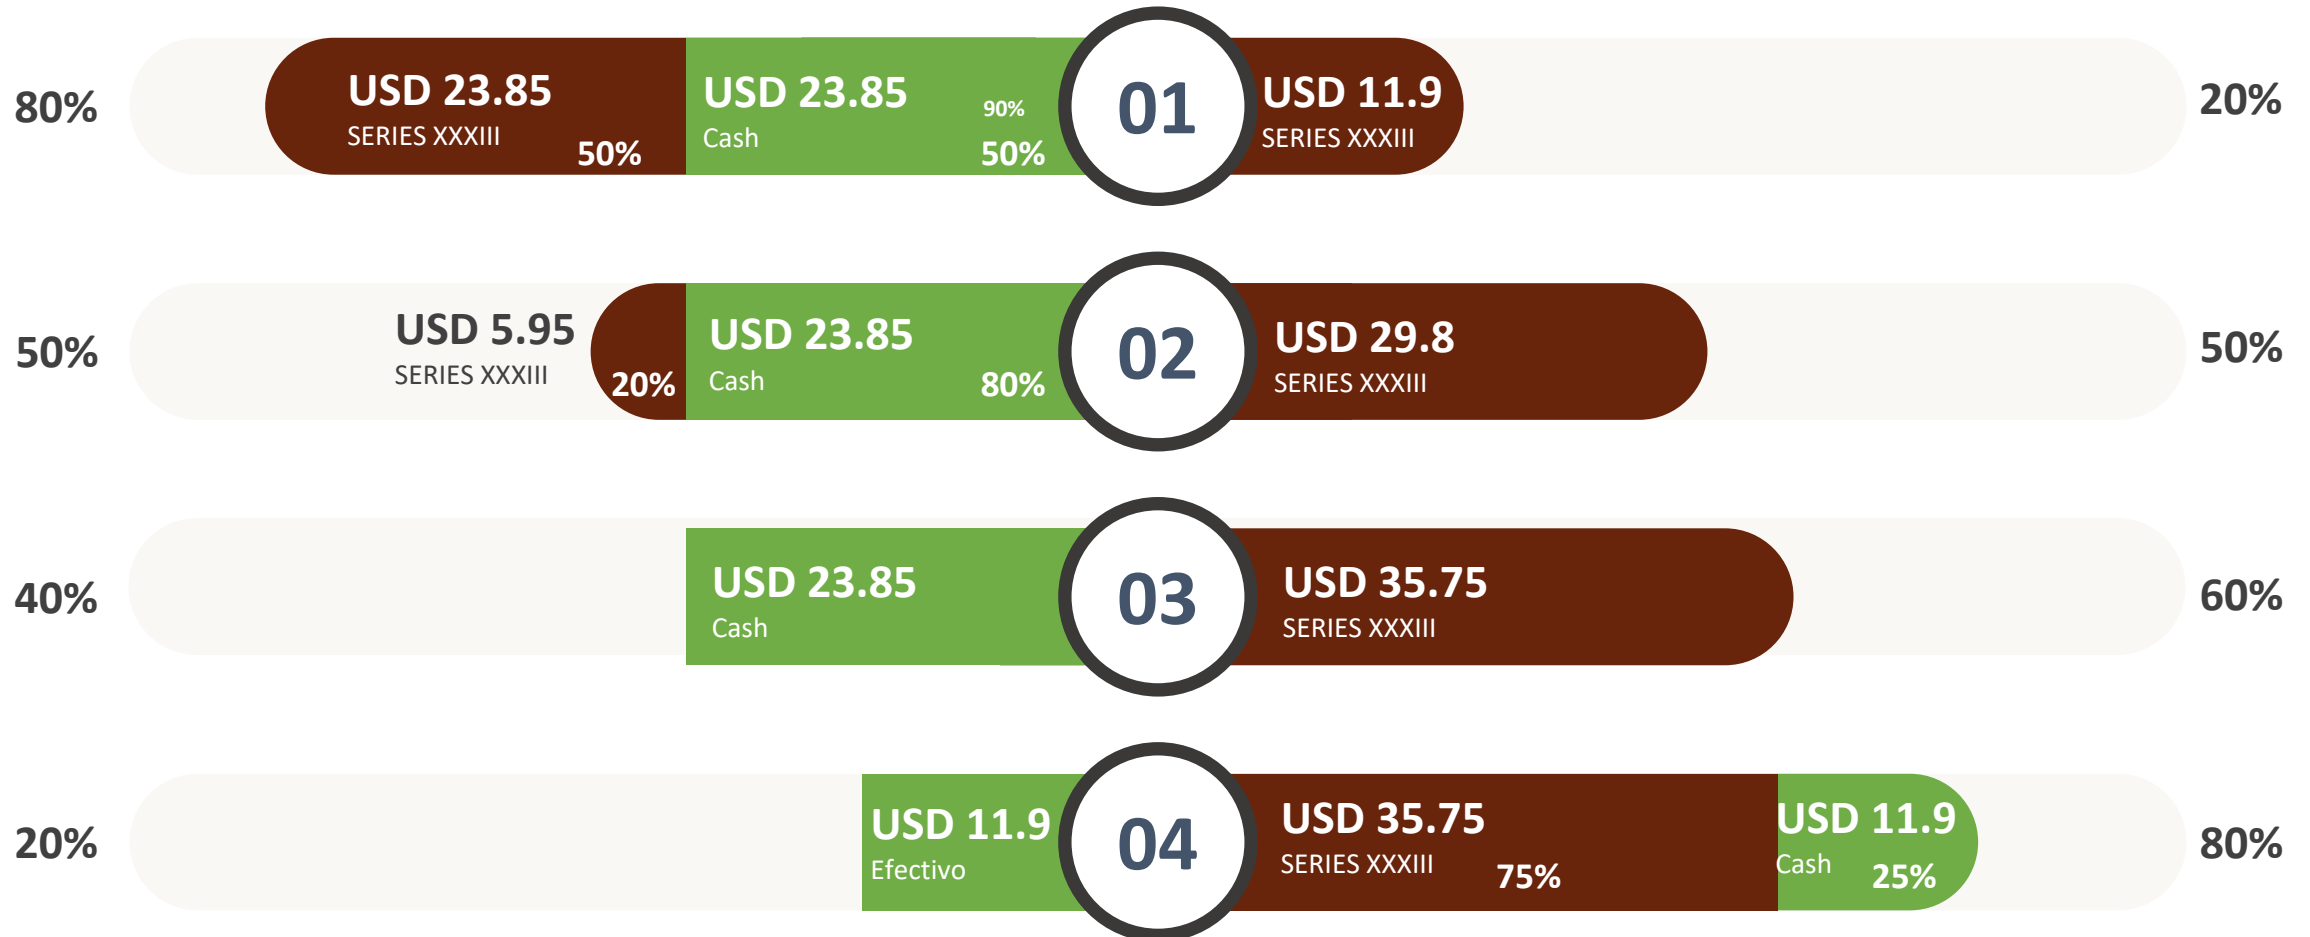 80%
USD 23.85
SERIES XXXIII
50%
USD 23.85
Cash
90%
50%
01
USD 11.9
SERIES XXXIII
20%
50%
USD 5.95
SERIES XXXIII
20%
USD 23.85
Cash
80%
02
USD 29.8
SERIES XXXIII
50%
40%
USD 23.85
Cash
03
USD 35.75
SERIES XXXIII
60%
20%
USD 11.9
Efectivo
04
USD 35.75
SERIES XXXIII
75%
USD 11.9
Cash
25%
80%